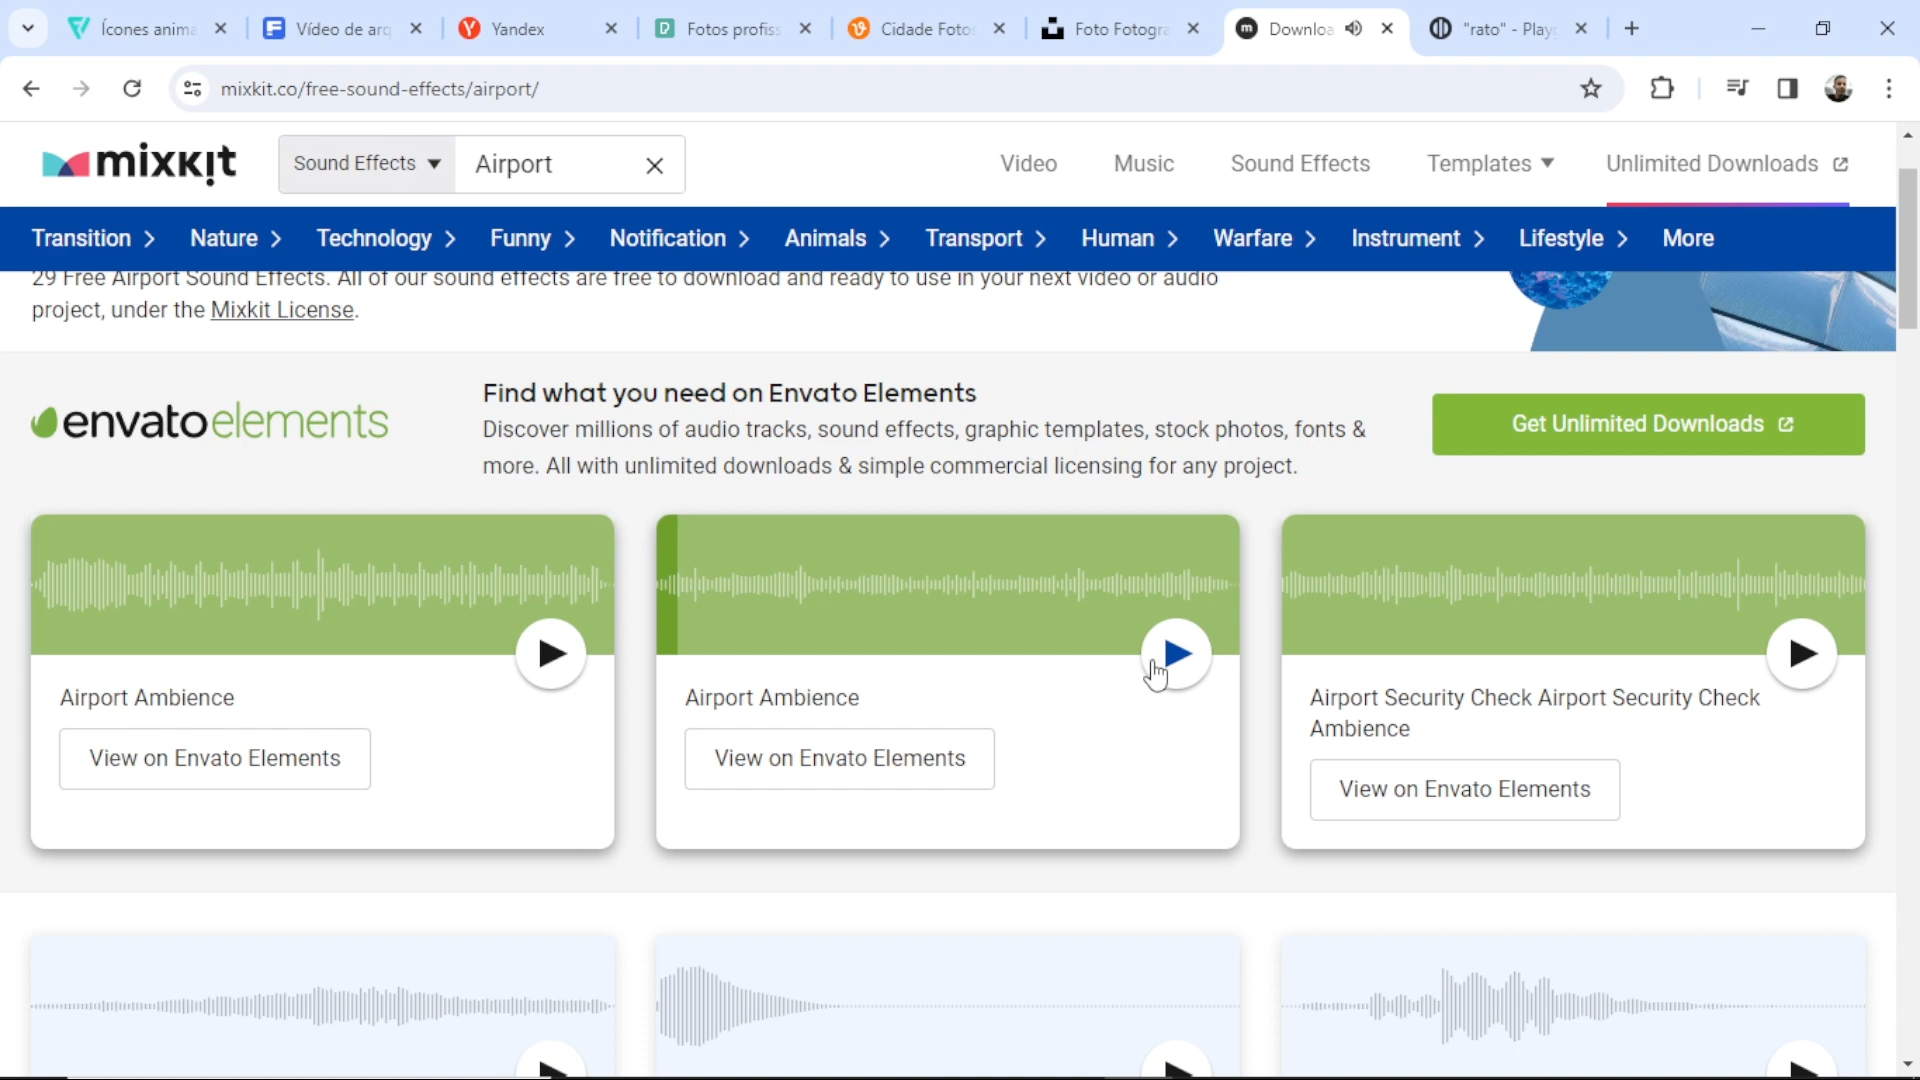 Ícones anima
Vídeo de arq
Yandex
Fotos profiss
Cidade Fotos
Foto Fotogra
Downloa
"rato" - Play
mixkit.co/free-sound-effects/airport/
mixkit
Sound Effects
Airport
Video
Music
Sound Effects
Templates
Unlimited Downloads
Transition
Nature
Technology
Funny
Notification
Animals
Transport
Human
Warfare
Instrument
Lifestyle
More
29 Free Airport Sound Effects. All of our sound effects are free to download and ready to use in your next video or audio
project, under the Mixkit License.
envato elements
Find what you need on Envato Elements
Discover millions of audio tracks, sound effects, graphic templates, stock photos, fonts &
more. All with unlimited downloads & simple commercial licensing for any project.
Get Unlimited Downloads
Airport Ambience
View on Envato Elements
Airport Ambience
View on Envato Elements
Airport Security Check Airport Security Check
Ambience
View on Envato Elements